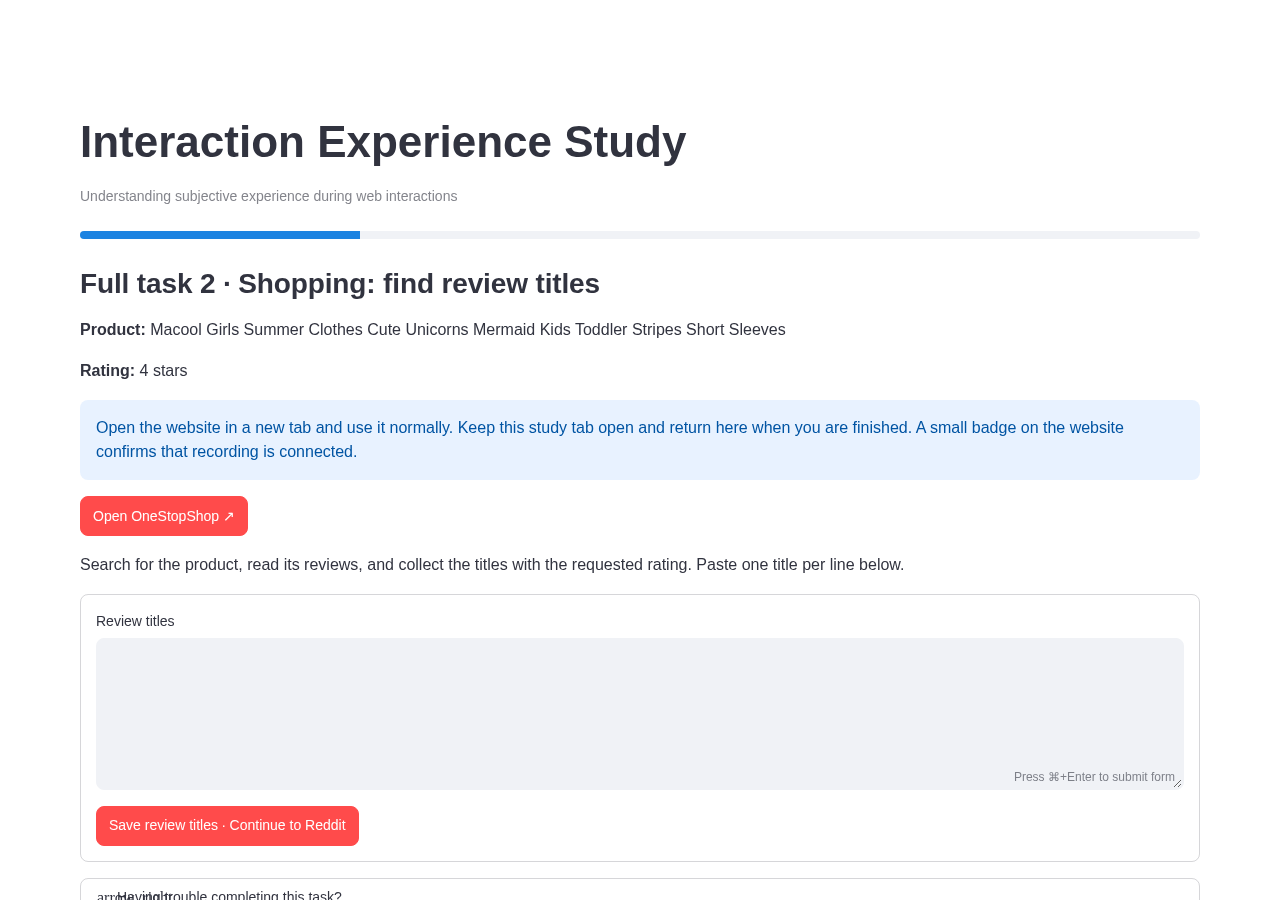 Interaction Experience Study
Understanding subjective experience during web interactions
Full task 2 · Shopping: find review titles
Product: Macool Girls Summer Clothes Cute Unicorns Mermaid Kids Toddler Stripes Short Sleeves
Rating: 4 stars
Open the website in a new tab and use it normally. Keep this study tab open and return here when you are finished. A small badge on the website
confirms that recording is connected.
Open OneStopShop ↗
Search for the product, read its reviews, and collect the titles with the requested rating. Paste one title per line below.
Review titles
Press ⌘+Enter to submit form
Save review titles · Continue to Reddit
Having trouble completing this task?